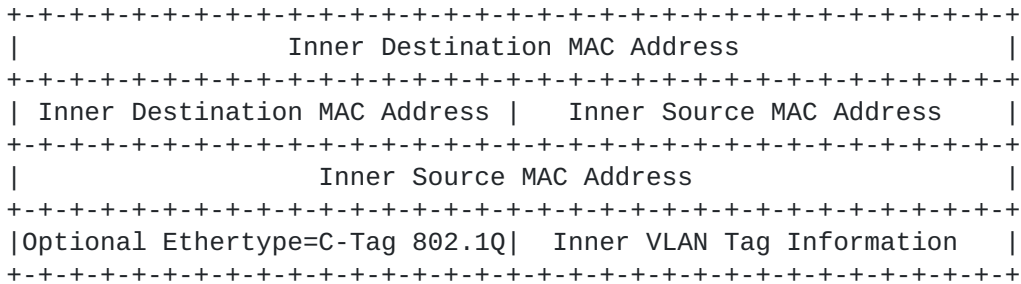 +-+-+-+-+-+-+-+-+-+-+-+-+-+-+-+-+-+-+-+-+-+-+-+-+-+-+-+-+-+-+-+-+
|                  Inner Destination MAC Address                 |
+-+-+-+-+-+-+-+-+-+-+-+-+-+-+-+-+-+-+-+-+-+-+-+-+-+-+-+-+-+-+-+-+
| Inner Destination MAC Address |   Inner Source MAC Address    |
+-+-+-+-+-+-+-+-+-+-+-+-+-+-+-+-+-+-+-+-+-+-+-+-+-+-+-+-+-+-+-+-+
|                    Inner Source MAC Address                    |
+-+-+-+-+-+-+-+-+-+-+-+-+-+-+-+-+-+-+-+-+-+-+-+-+-+-+-+-+-+-+-+-+
|Optional Ethertype=C-Tag 802.1Q|  Inner VLAN Tag Information   |
+-+-+-+-+-+-+-+-+-+-+-+-+-+-+-+-+-+-+-+-+-+-+-+-+-+-+-+-+-+-+-+-+